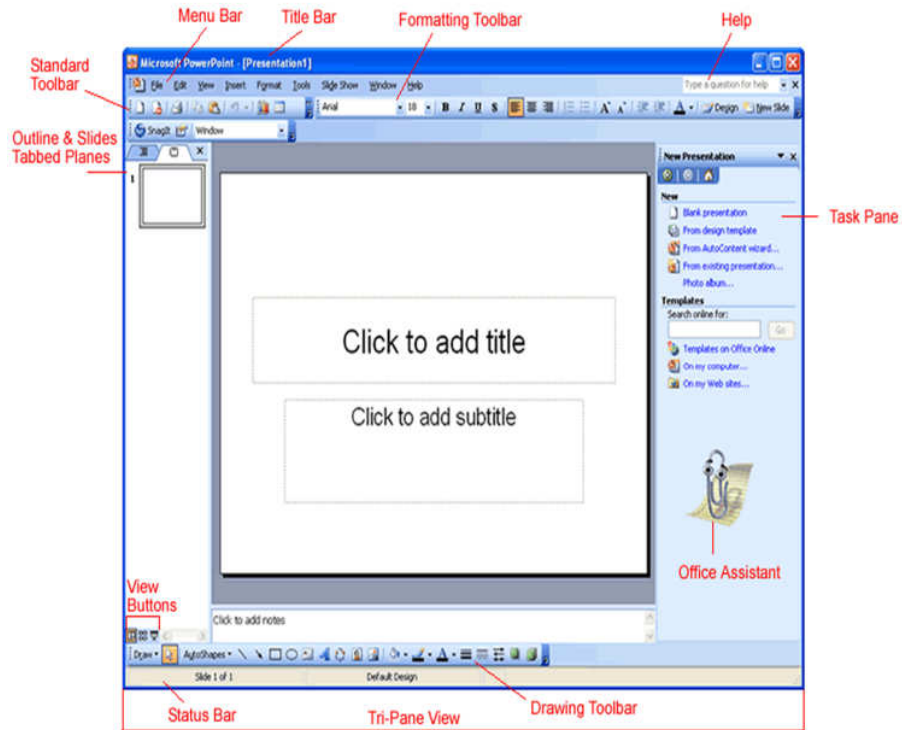 Menu Bar
Title Bar
Formatting Toolbar
Help
Standard
Toolbar
Microsoft PowerPoint - [Presentation1]
File Edit View Insert Format Tools Slide Show Window Help
Type a question for help
Arial 18 B I U S A A A Design New Slide
SnagIt Window
Outline & Slides
Tabbed Planes
1
New Presentation
New
Blank presentation
From design template
From AutoContent wizard...
From existing presentation...
Photo album...
Task Pane
Templates
Search online for:
Go
Templates on Office Online
On my computer...
On my Web sites...
Click to add title
Click to add subtitle
Office Assistant
View
Buttons
Click to add notes
Draw AutoShapes A
Slide 1 of 1 Default Design
Status Bar
Tri-Pane View
Drawing Toolbar